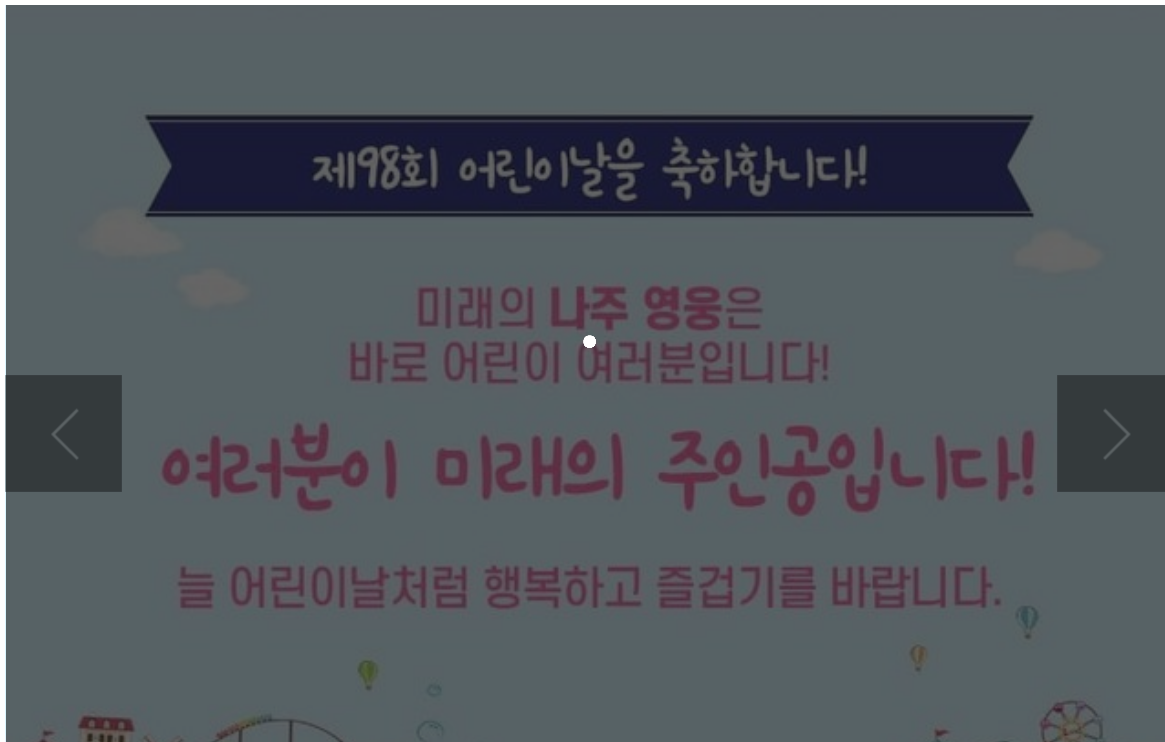 제98회 어린이날을 축하합니다!
미래의 나주 영웅은
바로 어린이 여러분입니다!
여러분이 미래의 주인공입니다!
늘 어린이날처럼 행복하고 즐겁기를 바랍니다.